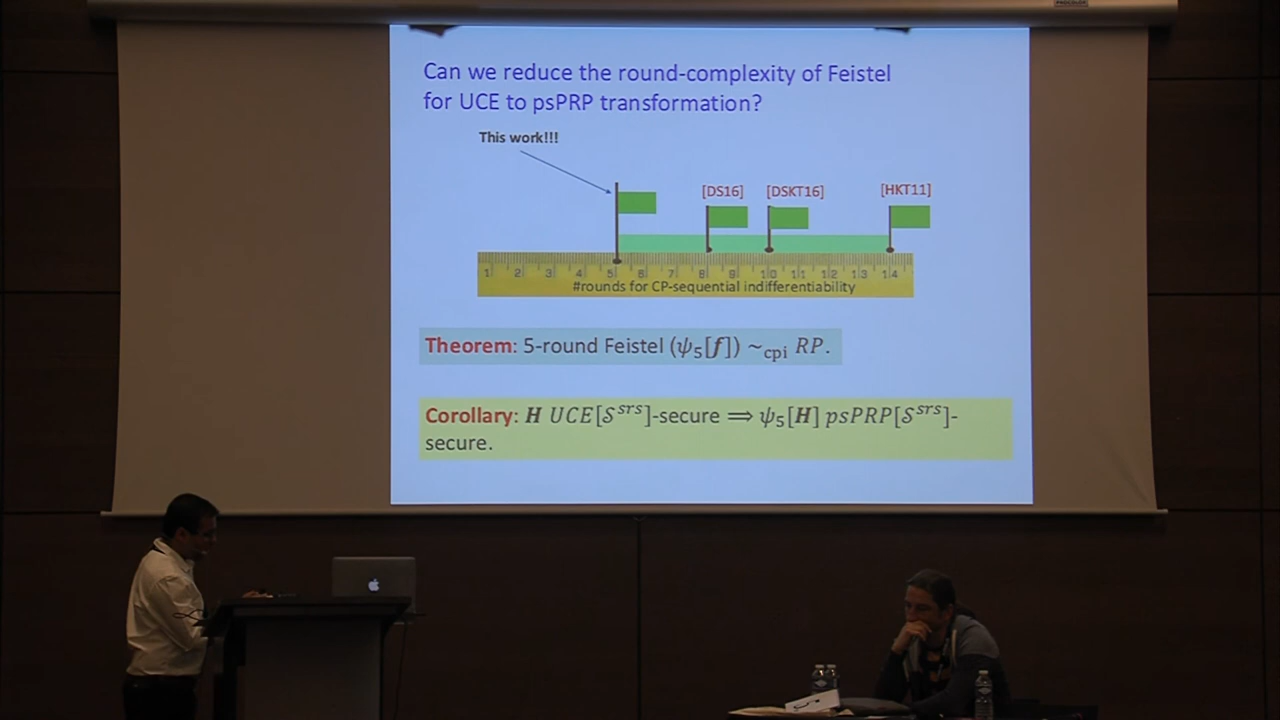 Can we reduce the round-complexity of Feistel
for UCE to psPRP transformation?
This work!!!
[DS16] [DSKT16] [HKT11]
1 2 3 4 5 6 7 8 9 10 11 12 13 14
#rounds for CP-sequential indifferentiability
Theorem: 5-round Feistel (ψ₅[f]) ~cpi RP.
Corollary: H UCE[𝒮^srs]-secure ⟹ ψ₅[H] psPRP[𝒮^srs]-
secure.